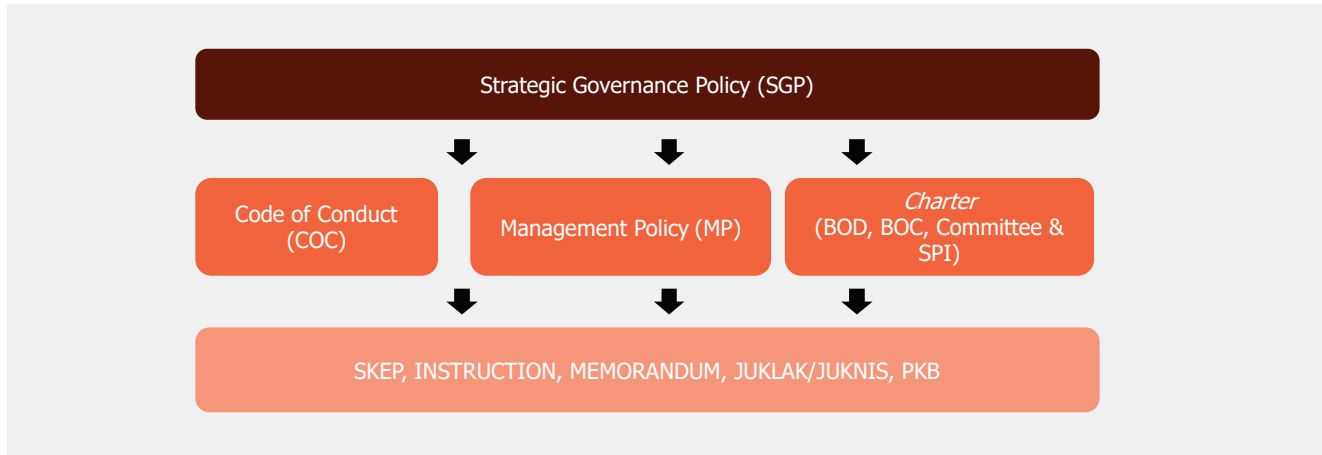 Strategic Governance Policy (SGP)
Code of Conduct
(COC)
Management Policy (MP)
Charter
(BOD, BOC, Committee &
SPI)
SKEP, INSTRUCTION, MEMORANDUM, JUKLAK/JUKNIS, PKB